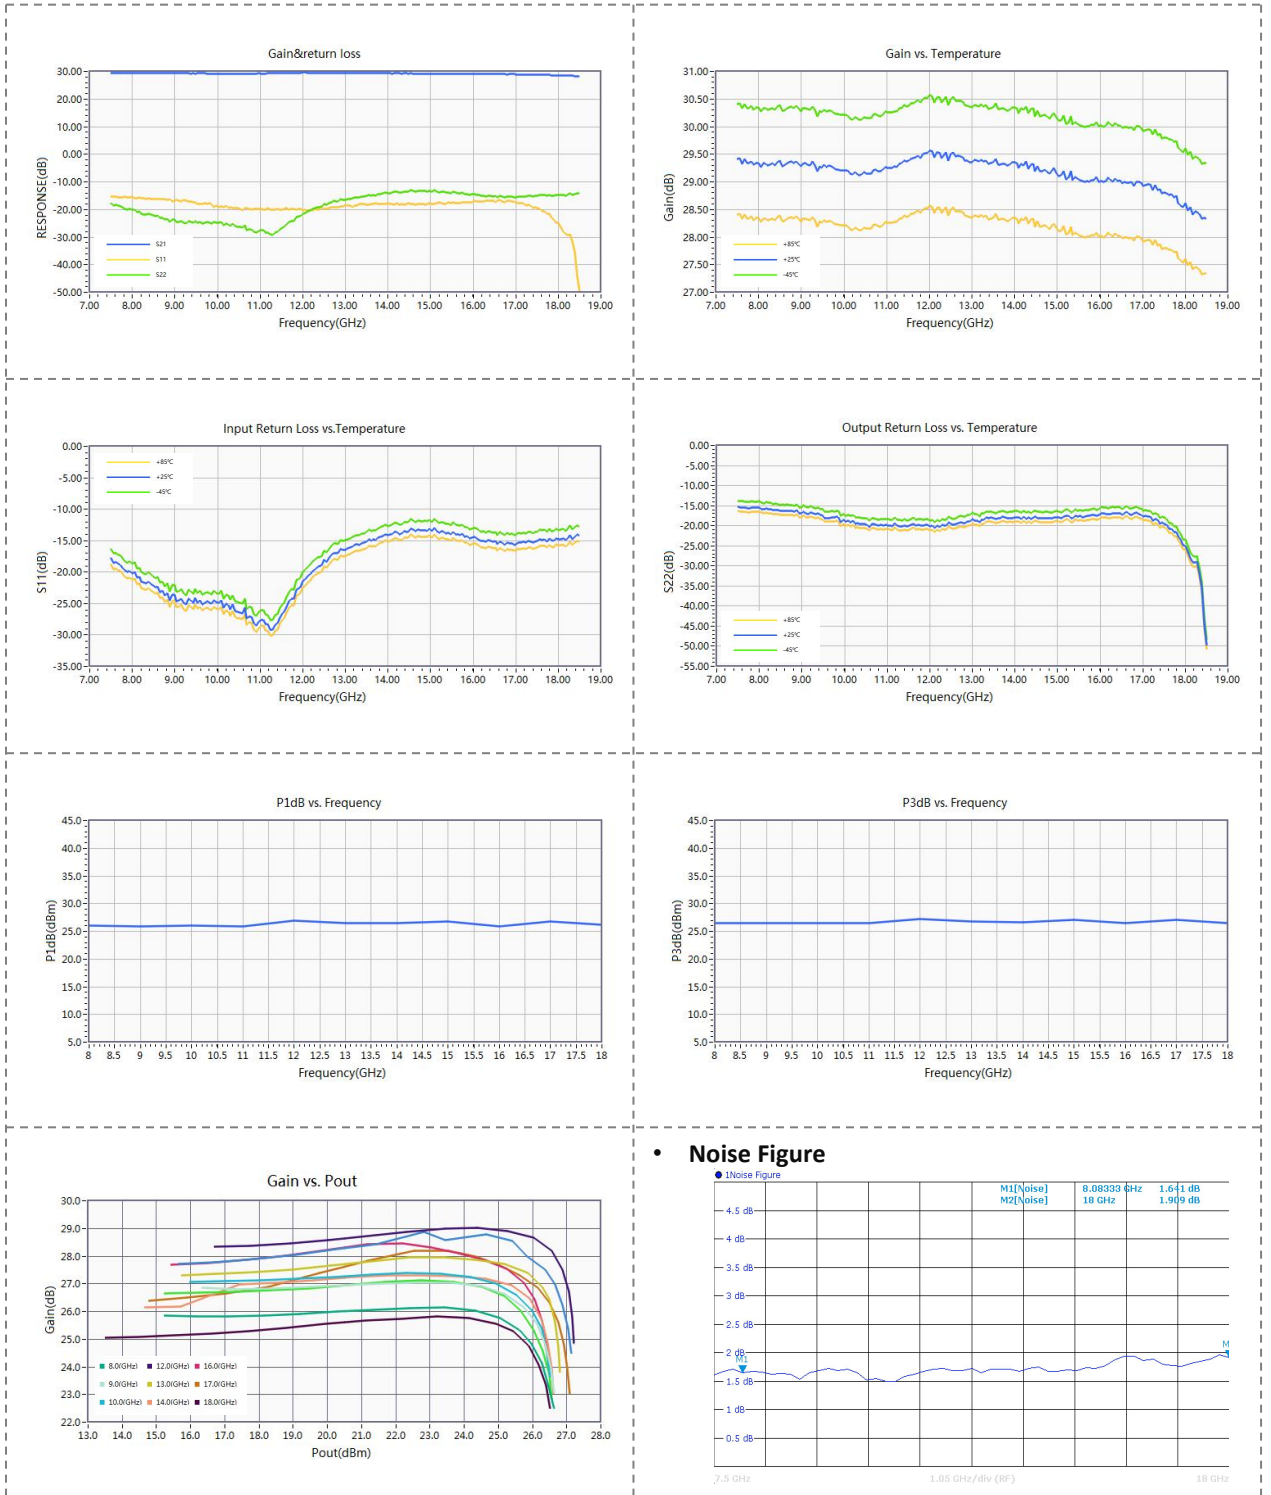 Gain&return loss
RESPONSE(dB)
30.00
20.00
10.00
0.00
-10.00
-20.00
-30.00
-40.00
-50.00
S21
S11
S22
7.00 8.00 9.00 10.00 11.00 12.00 13.00 14.00 15.00 16.00 17.00 18.00 19.00
Frequency(GHz)
Gain vs. Temperature
Gain(dB)
31.00
30.50
30.00
29.50
29.00
28.50
28.00
27.50
27.00
+85℃
+25℃
-45℃
7.00 8.00 9.00 10.00 11.00 12.00 13.00 14.00 15.00 16.00 17.00 18.00 19.00
Frequency(GHz)
Input Return Loss vs.Temperature
S11(dB)
0.00
-5.00
-10.00
-15.00
-20.00
-25.00
-30.00
-35.00
+85℃
+25℃
-45℃
7.00 8.00 9.00 10.00 11.00 12.00 13.00 14.00 15.00 16.00 17.00 18.00 19.00
Frequency(GHz)
Output Return Loss vs. Temperature
S22(dB)
0.00
-5.00
-10.00
-15.00
-20.00
-25.00
-30.00
-35.00
-40.00
-45.00
-50.00
-55.00
+85℃
+25℃
-45℃
7.00 8.00 9.00 10.00 11.00 12.00 13.00 14.00 15.00 16.00 17.00 18.00 19.00
Frequency(GHz)
P1dB vs. Frequency
P1dB(dBm)
45.0
40.0
35.0
30.0
25.0
20.0
15.0
10.0
5.0
8 8.5 9 9.5 10 10.5 11 11.5 12 12.5 13 13.5 14 14.5 15 15.5 16 16.5 17 17.5 18
Frequency(GHz)
P3dB vs. Frequency
P3dB(dBm)
45.0
40.0
35.0
30.0
25.0
20.0
15.0
10.0
5.0
8 8.5 9 9.5 10 10.5 11 11.5 12 12.5 13 13.5 14 14.5 15 15.5 16 16.5 17 17.5 18
Frequency(GHz)
Gain vs. Pout
Gain(dB)
30.0
29.0
28.0
27.0
26.0
25.0
24.0
23.0
22.0
8.0(GHz) 12.0(GHz) 16.0(GHz)
9.0(GHz) 13.0(GHz) 17.0(GHz)
10.0(GHz) 14.0(GHz) 18.0(GHz)
13.0 14.0 15.0 16.0 17.0 18.0 19.0 20.0 21.0 22.0 23.0 24.0 25.0 26.0 27.0 28.0
Pout(dBm)
• Noise Figure
1Noise Figure
M1[Noise] 8.08333 GHz 1.641 dB
M2[Noise] 18 GHz 1.909 dB
4.5 dB
4 dB
3.5 dB
3 dB
2.5 dB
2 dB
M1
M
1.5 dB
1 dB
0.5 dB
7.5 GHz 1.05 GHz/div (RF) 18 GHz